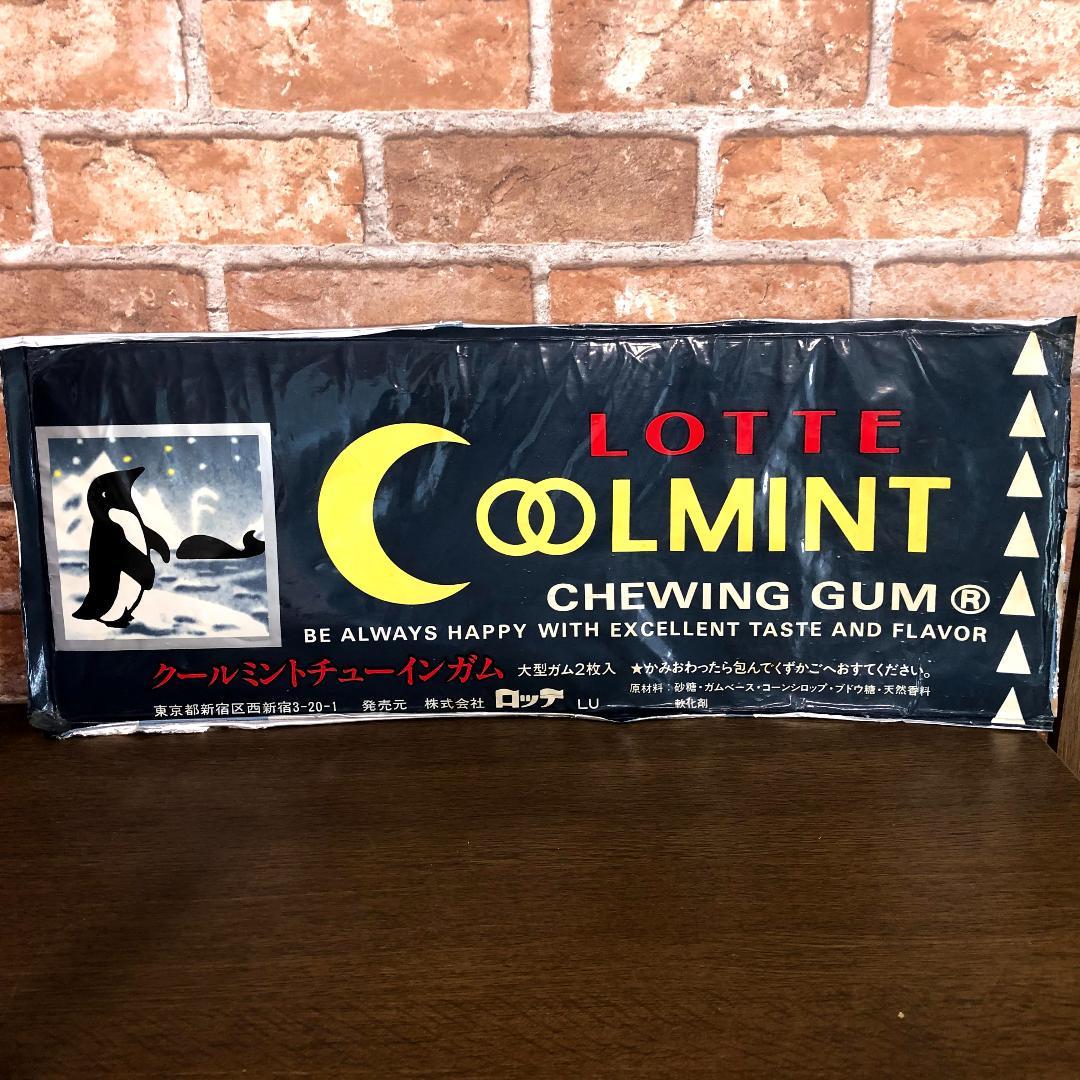 LOTTE
COOLMINT
CHEWING GUM ®
BE ALWAYS HAPPY WITH EXCELLENT TASTE AND FLAVOR
クールミントチューインガム 大型ガム2枚入 ★かみおわったら包んでくずかごへおすてください。
原材料:砂糖・ガムベース・コーンシロップ・ブドウ糖・天然香料
軟化剤
東京都新宿区西新宿3-20-1 発売元 株式会社 ロッテ LU